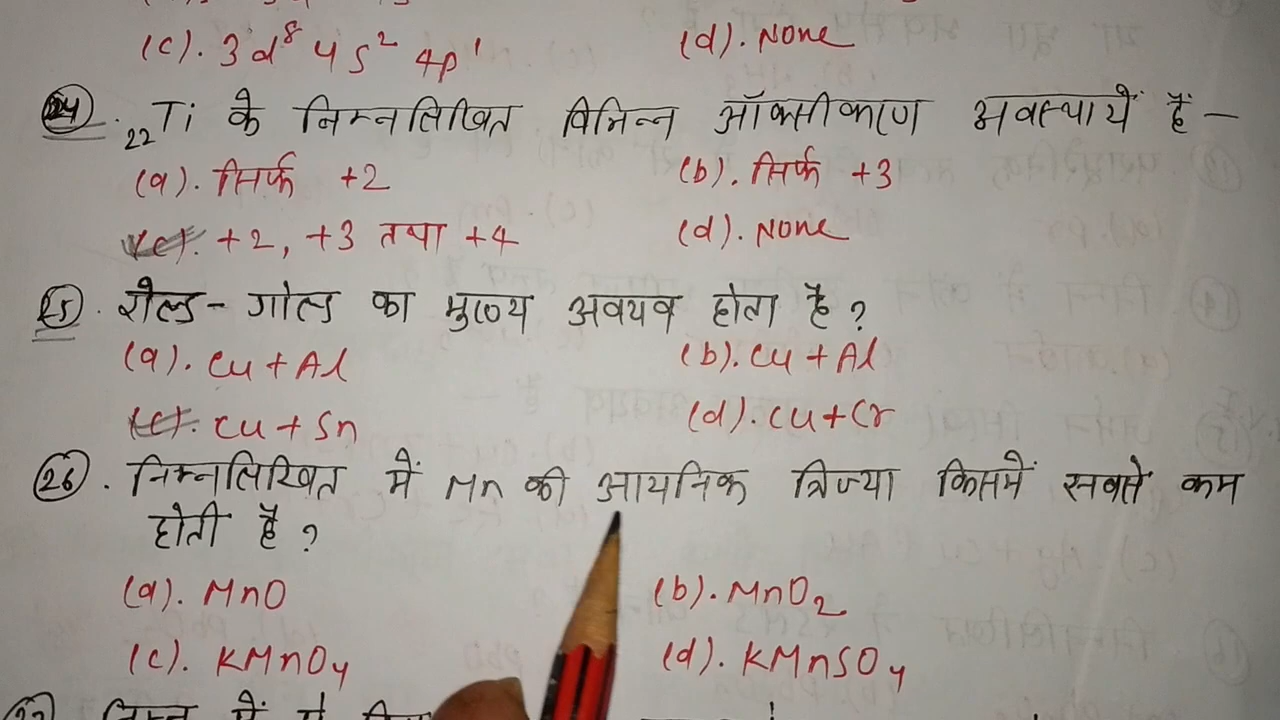 (c). 3d⁸ 4s² 4p¹ (d). None
24. ₂₂Ti के निम्नलिखित विभिन्न ऑक्सीकरण अवस्थायें हैं -
(a). सिर्फ +2 (b). सिर्फ +3
(c). +2, +3 तथा +4 (d). None
25. रोल्ड-गोल्ड का मुख्य अवयव होता है?
(a). Cu + Al (b). Cu + Al
(c). Cu + Sn (d). Cu + Cr
26. निम्नलिखित में Mn की आयनिक त्रिज्या किसमें सबसे कम
होती है?
(a). MnO (b). MnO₂
(c). KMnO₄ (d). KMnSO₄